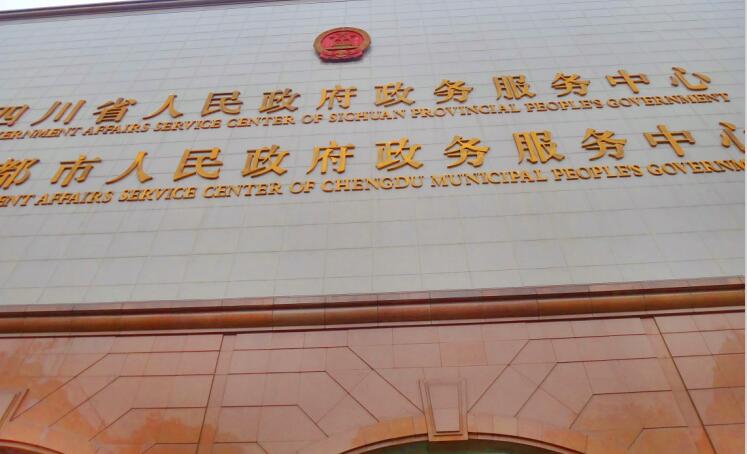 四川省人民政府政务服务中心
ERNMENT AFFAIRS SERVICE CENTER OF SICHUAN PROVINCIAL PEOPLE'S GOVERNMENT
都市人民政府政务服务中心
ENT AFFAIRS SERVICE CENTER OF CHENGDU MUNICIPAL PEOPLE'S GOVERNM